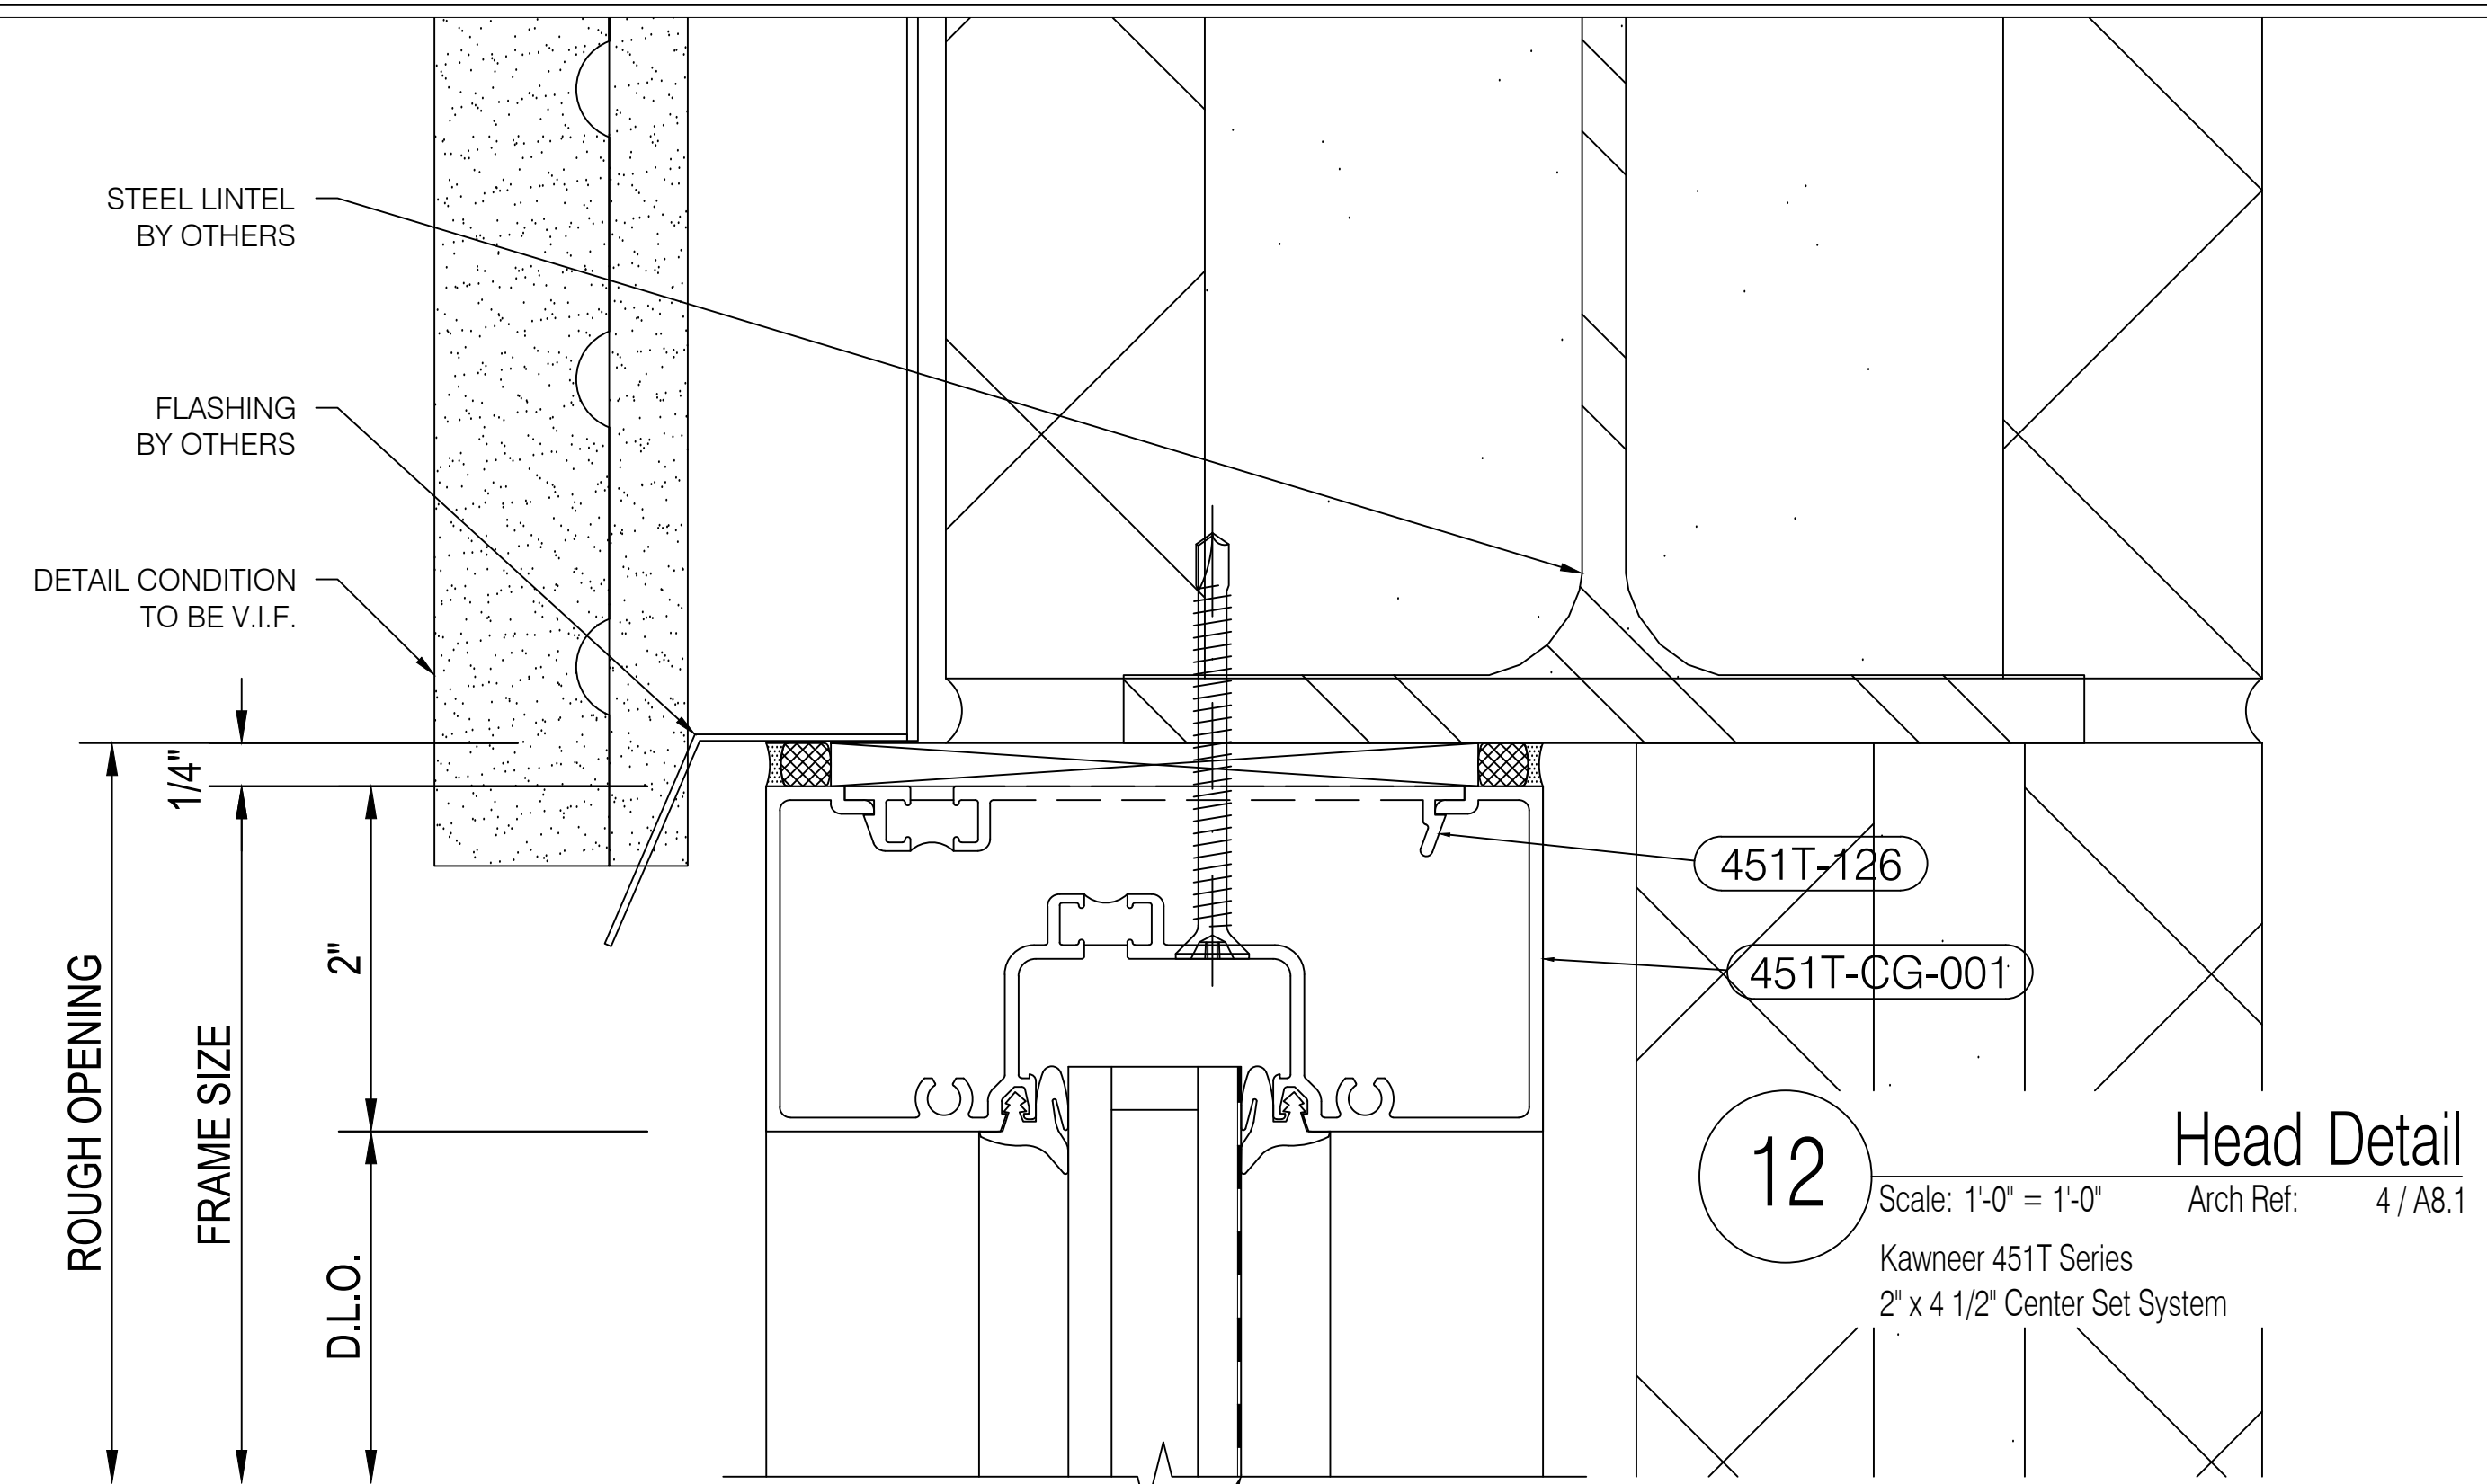 STEEL LINTEL
BY OTHERS
FLASHING
BY OTHERS
DETAIL CONDITION
TO BE V.I.F.
1/4"
2"
ROUGH OPENING
FRAME SIZE
D.L.O.
451T-126
451T-CG-001
12
Head Detail
Scale: 1'-0" = 1'-0" Arch Ref: 4 / A8.1
Kawneer 451T Series
2" x 4 1/2" Center Set System